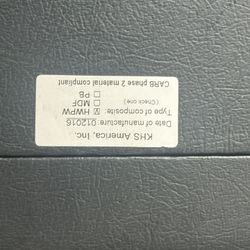 KHS America, Inc.
Date of manufacture: 012016
Type of composite: ☒ HWPW
(Check one) ☐ MDF
☐ PB
CARB phase 2 material compliant